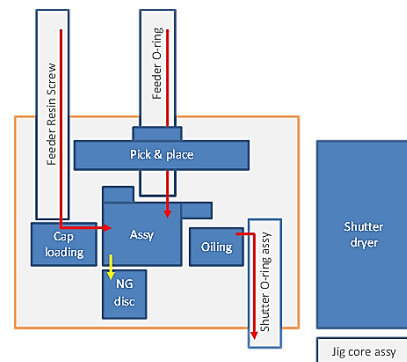 Feeder Resin Screw
Feeder O-ring
Pick & place
Cap
loading
Assy
Oiling
NG
disc
Shutter O-ring assy
Shutter
dryer
Jig core assy